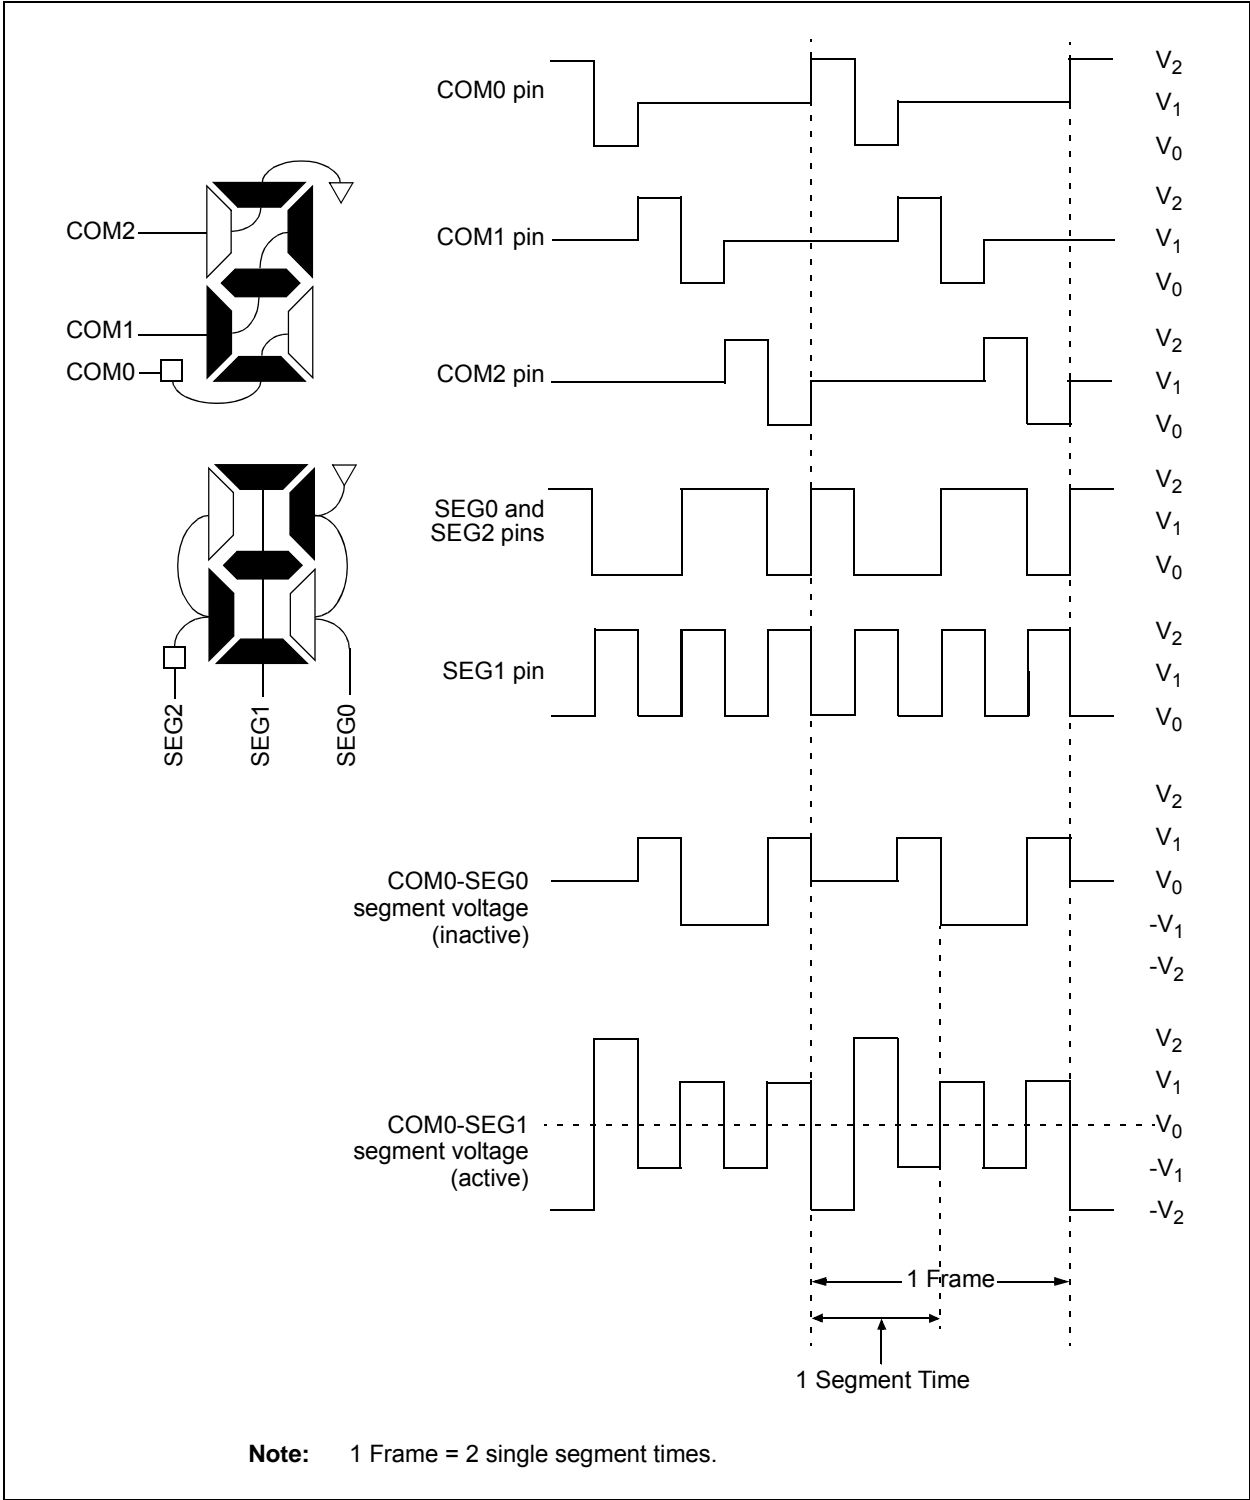 COM0 pin
V2
V1
V0
COM2
COM1
COM0
COM1 pin
V2
V1
V0
COM2 pin
V2
V1
V0
SEG0 and
SEG2 pins
V2
V1
V0
SEG2
SEG1
SEG0
SEG1 pin
V2
V1
V0
COM0-SEG0
segment voltage
(inactive)
V2
V1
V0
-V1
-V2
COM0-SEG1
segment voltage
(active)
V2
V1
V0
-V1
-V2
1 Frame
1 Segment Time
Note: 1 Frame = 2 single segment times.